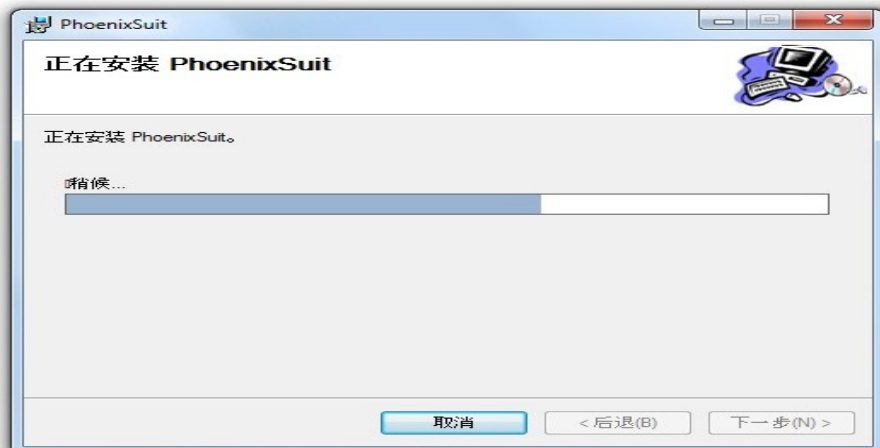 PhoenixSuit
正在安装 PhoenixSuit
正在安装 PhoenixSuit。
稍候...
取消
< 后退(B)
下一步(N) >